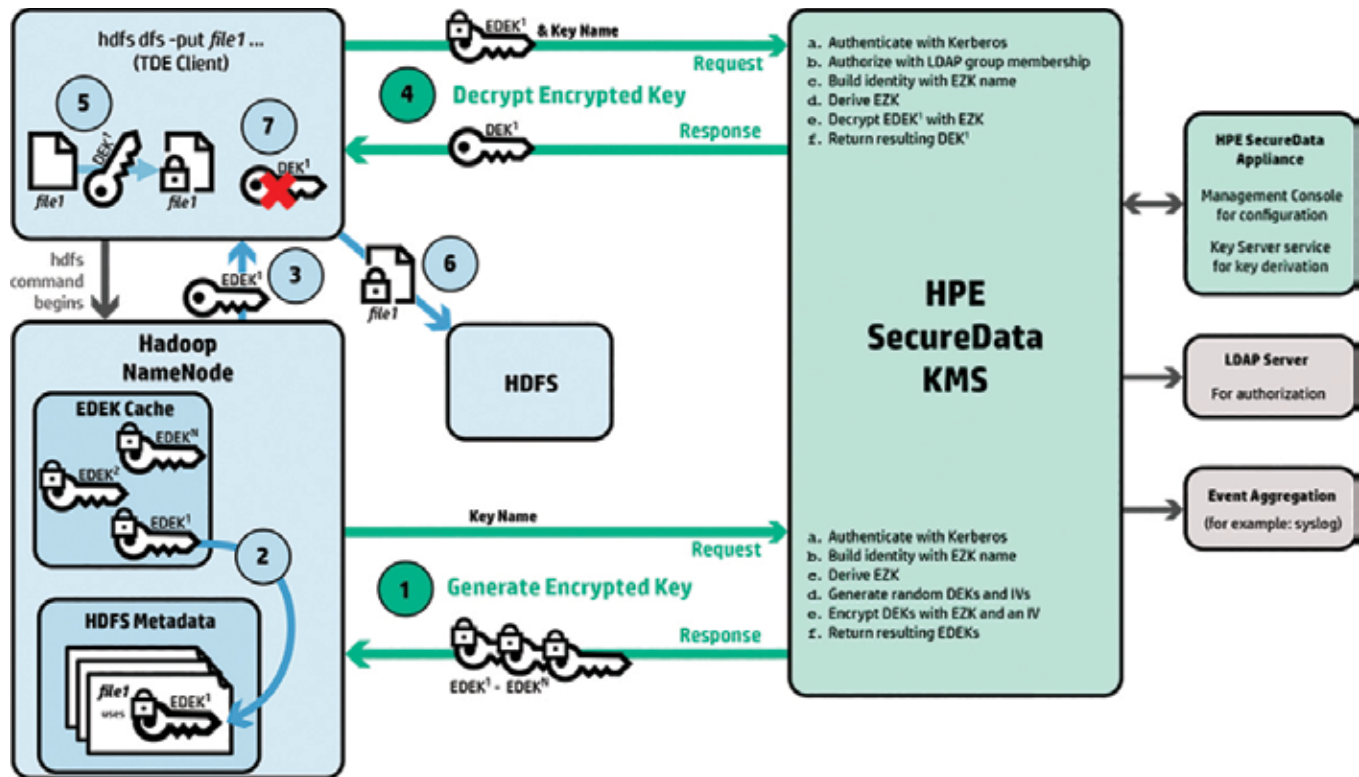 hdfs dfs -put file1 ...
(TDE Client)
5
7
DEK¹
DEK¹
file1
file1
EDEK¹ & Key Name
Request
4 Decrypt Encrypted Key
Response
DEK¹
a. Authenticate with Kerberos
b. Authorize with LDAP group membership
c. Build identity with EZK name
d. Derive EZK
e. Decrypt EDEK¹ with EZK
f. Return resulting DEK¹
hdfs
command
begins
EDEK¹
3
6
file1
HDFS
Hadoop
NameNode
EDEK Cache
EDEKᴺ
EDEK²
EDEK¹
2
HDFS Metadata
file1
uses
EDEK¹
Key Name
Request
1 Generate Encrypted Key
Response
EDEK¹ - EDEKᴺ
HPE
SecureData
KMS
a. Authenticate with Kerberos
b. Build identity with EZK name
c. Derive EZK
d. Generate random DEKs and IVs
e. Encrypt DEKs with EZK and an IV
f. Return resulting EDEKs
HPE SecureData
Appliance
Management Console
for configuration
Key Server service
for key derivation
LDAP Server
For authorization
Event Aggregation
(for example: syslog)